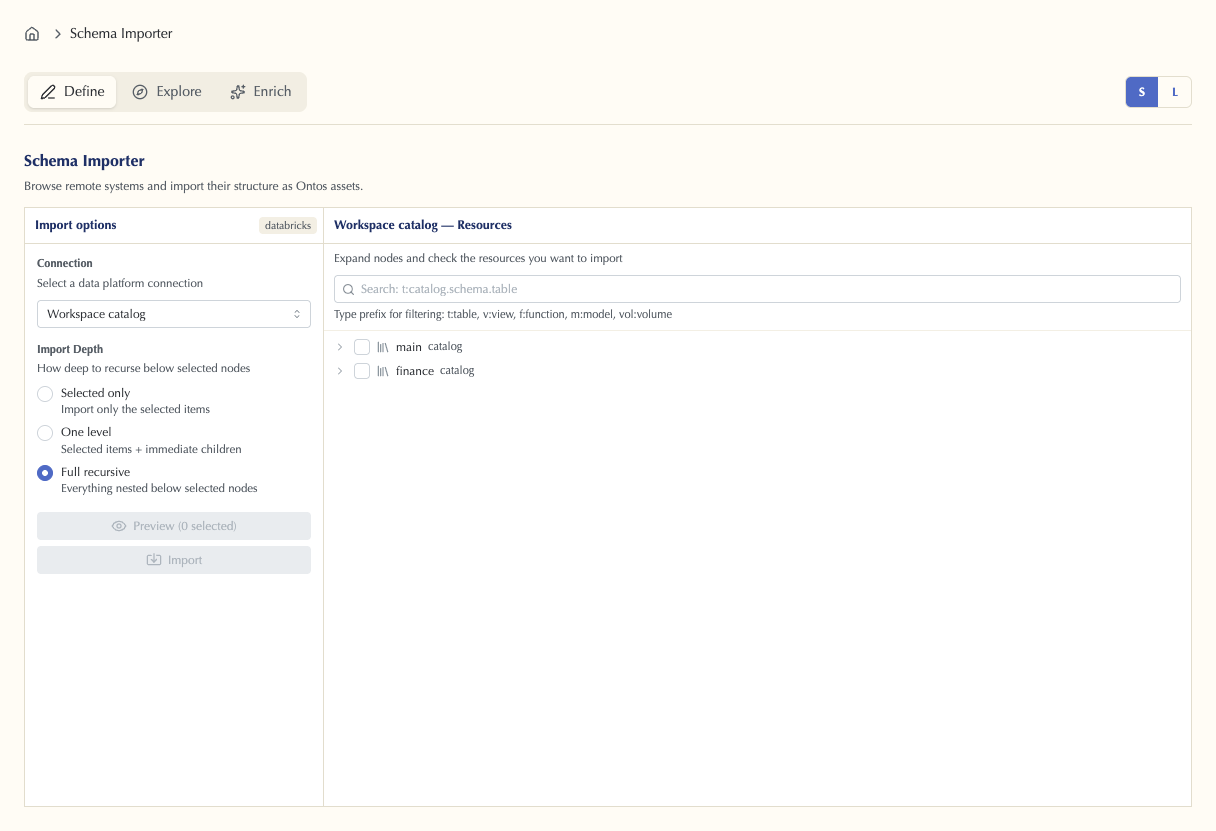 Schema Importer
Define
Explore
Enrich
S
L
Schema Importer
Browse remote systems and import their structure as Ontos assets.
Import options
databricks
Connection
Select a data platform connection
Workspace catalog
Import Depth
How deep to recurse below selected nodes
Selected only
Import only the selected items
One level
Selected items + immediate children
Full recursive
Everything nested below selected nodes
Preview (0 selected)
Import
Workspace catalog — Resources
Expand nodes and check the resources you want to import
Search: t:catalog.schema.table
Type prefix for filtering: t:table, v:view, f:function, m:model, vol:volume
main catalog
finance catalog